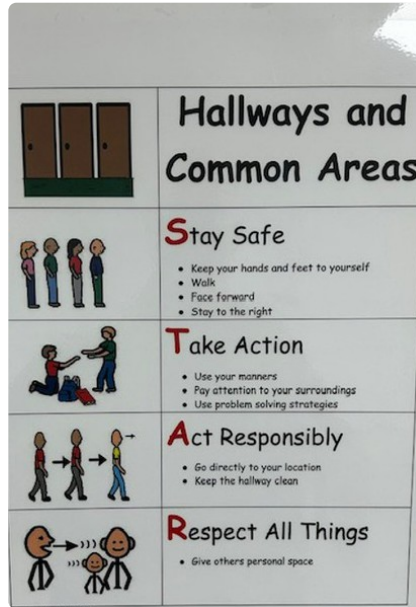 Hallways and
Common Areas
Stay Safe
• Keep your hands and feet to yourself
• Walk
• Face forward
• Stay to the right
Take Action
• Use your manners
• Pay attention to your surroundings
• Use problem solving strategies
Act Responsibly
• Go directly to your location
• Keep the hallway clean
Respect All Things
• Give others personal space